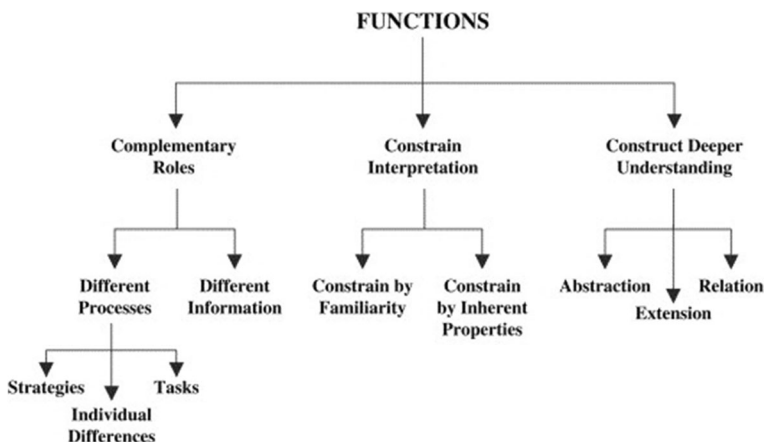 FUNCTIONS
Complementary
Roles
Constrain
Interpretation
Construct Deeper
Understanding
Different
Processes
Different
Information
Constrain by
Familiarity
Constrain
by Inherent
Properties
Abstraction
Extension
Relation
Strategies
Individual
Differences
Tasks